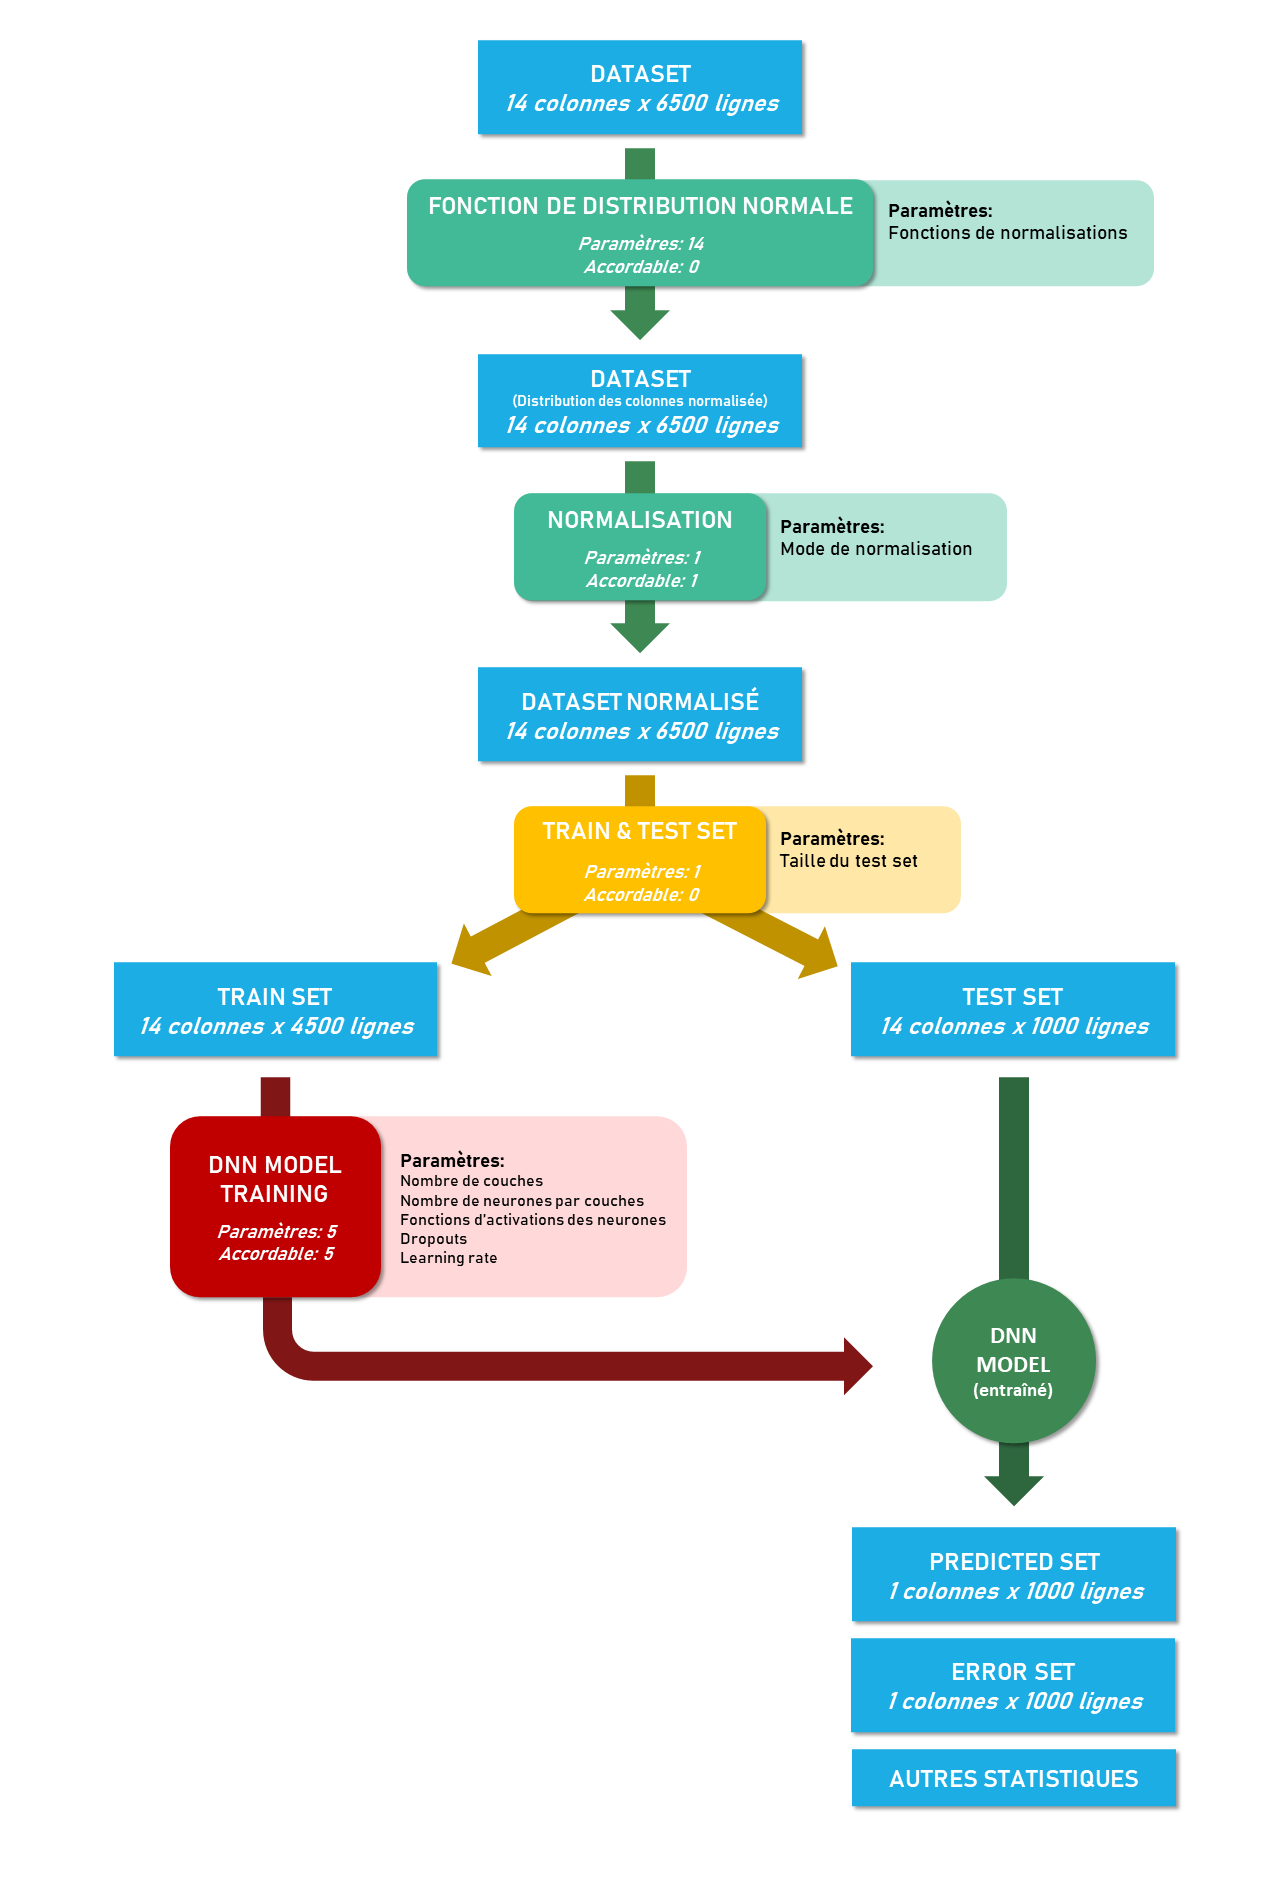 DATASET
14 colonnes x 6500 lignes
FONCTION DE DISTRIBUTION NORMALE
Paramètres: 14
Accordable: 0
Paramètres:
Fonctions de normalisations
DATASET
(Distribution des colonnes normalisée)
14 colonnes x 6500 lignes
NORMALISATION
Paramètres: 1
Accordable: 1
Paramètres:
Mode de normalisation
DATASET NORMALISÉ
14 colonnes x 6500 lignes
TRAIN & TEST SET
Paramètres: 1
Accordable: 0
Paramètres:
Taille du test set
TRAIN SET
14 colonnes x 4500 lignes
TEST SET
14 colonnes x 1000 lignes
DNN MODEL
TRAINING
Paramètres: 5
Accordable: 5
Paramètres:
Nombre de couches
Nombre de neurones par couches
Fonctions d'activations des neurones
Dropouts
Learning rate
DNN
MODEL
(entraîné)
PREDICTED SET
1 colonnes x 1000 lignes
ERROR SET
1 colonnes x 1000 lignes
AUTRES STATISTIQUES